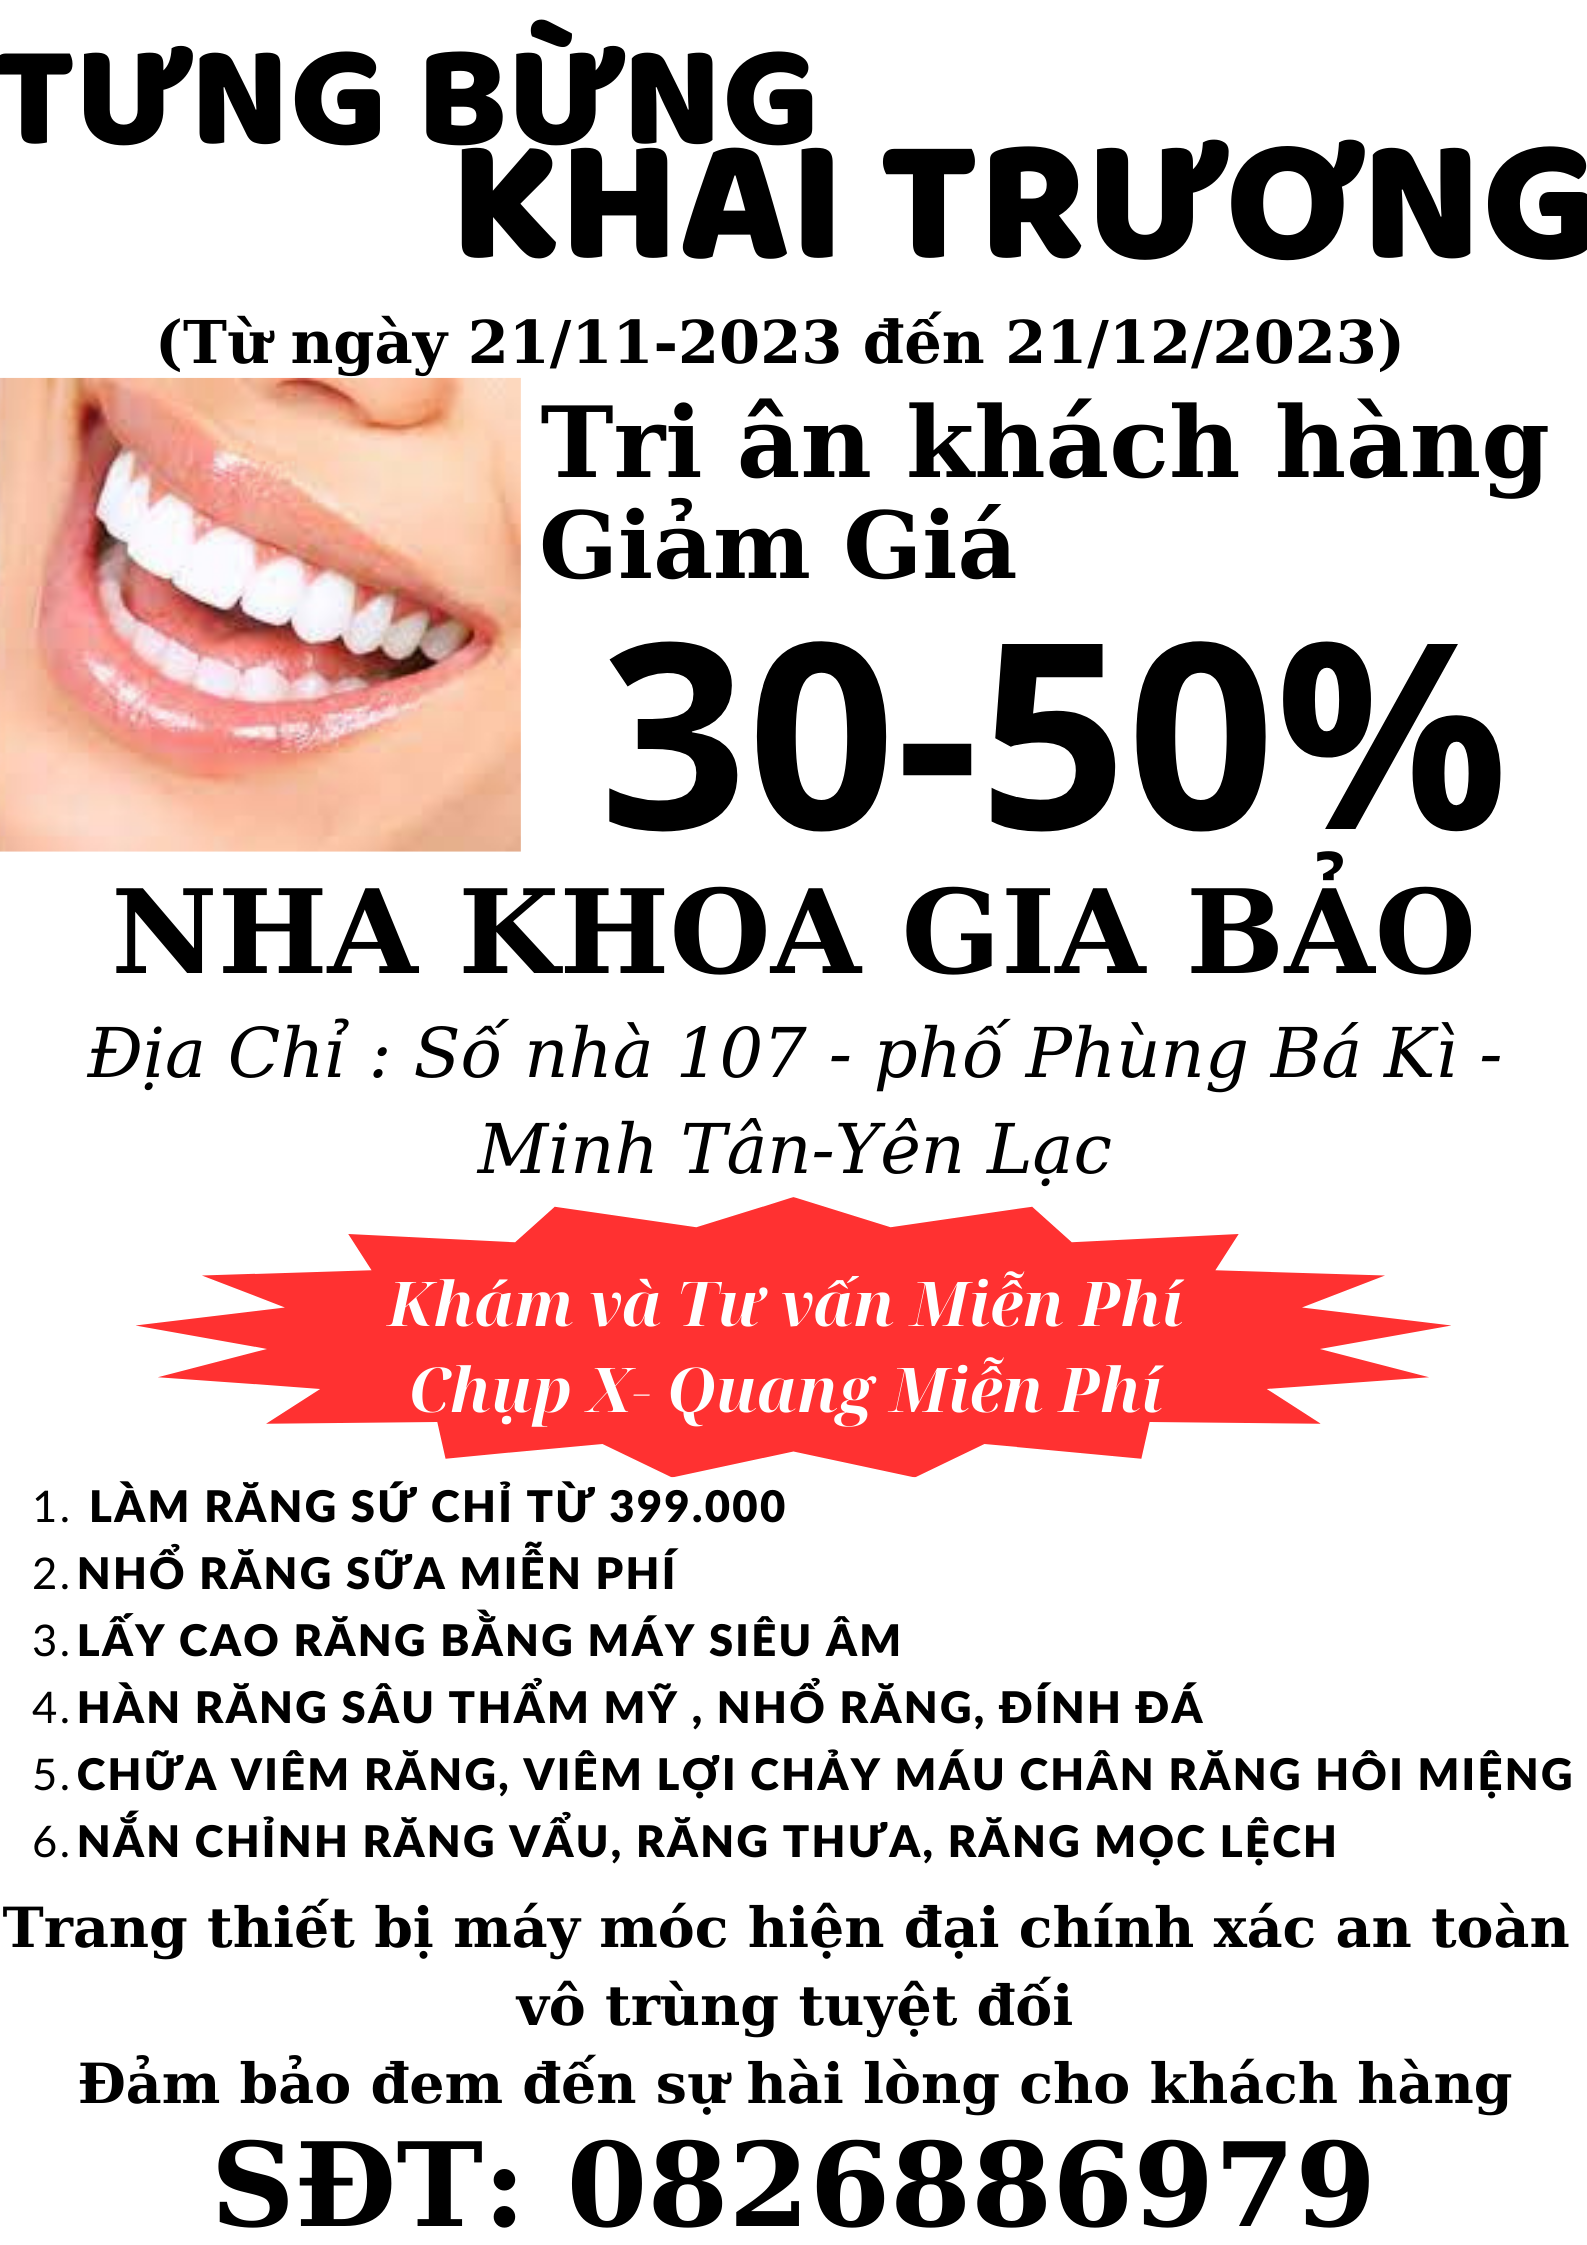 TƯNG BỪNG
KHAI TRƯƠNG
(Từ ngày 21/11-2023 đến 21/12/2023)
Tri ân khách hàng
Giảm Giá
30-50%
NHA KHOA GIA BẢO
Địa Chỉ : Số nhà 107 - phố Phùng Bá Kì -
Minh Tân-Yên Lạc
Khám và Tư vấn Miễn Phí
Chụp X- Quang Miễn Phí
1. LÀM RĂNG SỨ CHỈ TỪ 399.000
2. NHỔ RĂNG SỮA MIỄN PHÍ
3. LẤY CAO RĂNG BẰNG MÁY SIÊU ÂM
4. HÀN RĂNG SÂU THẨM MỸ , NHỔ RĂNG, ĐÍNH ĐÁ
5. CHỮA VIÊM RĂNG, VIÊM LỢI CHẢY MÁU CHÂN RĂNG HÔI MIỆNG
6. NẮN CHỈNH RĂNG VẨU, RĂNG THƯA, RĂNG MỌC LỆCH
Trang thiết bị máy móc hiện đại chính xác an toàn
vô trùng tuyệt đối
Đảm bảo đem đến sự hài lòng cho khách hàng
SĐT: 0826886979